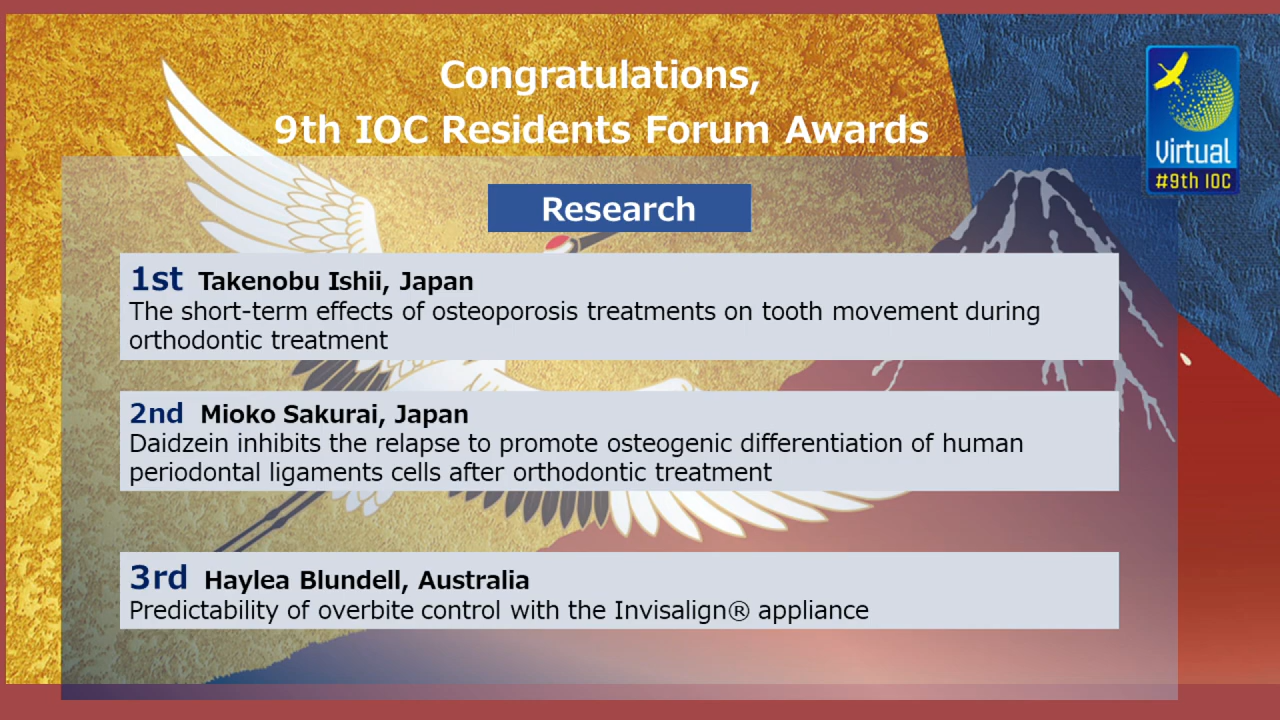 Congratulations,
9th IOC Residents Forum Awards
Virtual
#9th IOC
Research
1st Takenobu Ishii, Japan
The short-term effects of osteoporosis treatments on tooth movement during
orthodontic treatment
2nd Mioko Sakurai, Japan
Daidzein inhibits the relapse to promote osteogenic differentiation of human
periodontal ligaments cells after orthodontic treatment
3rd Haylea Blundell, Australia
Predictability of overbite control with the Invisalign® appliance